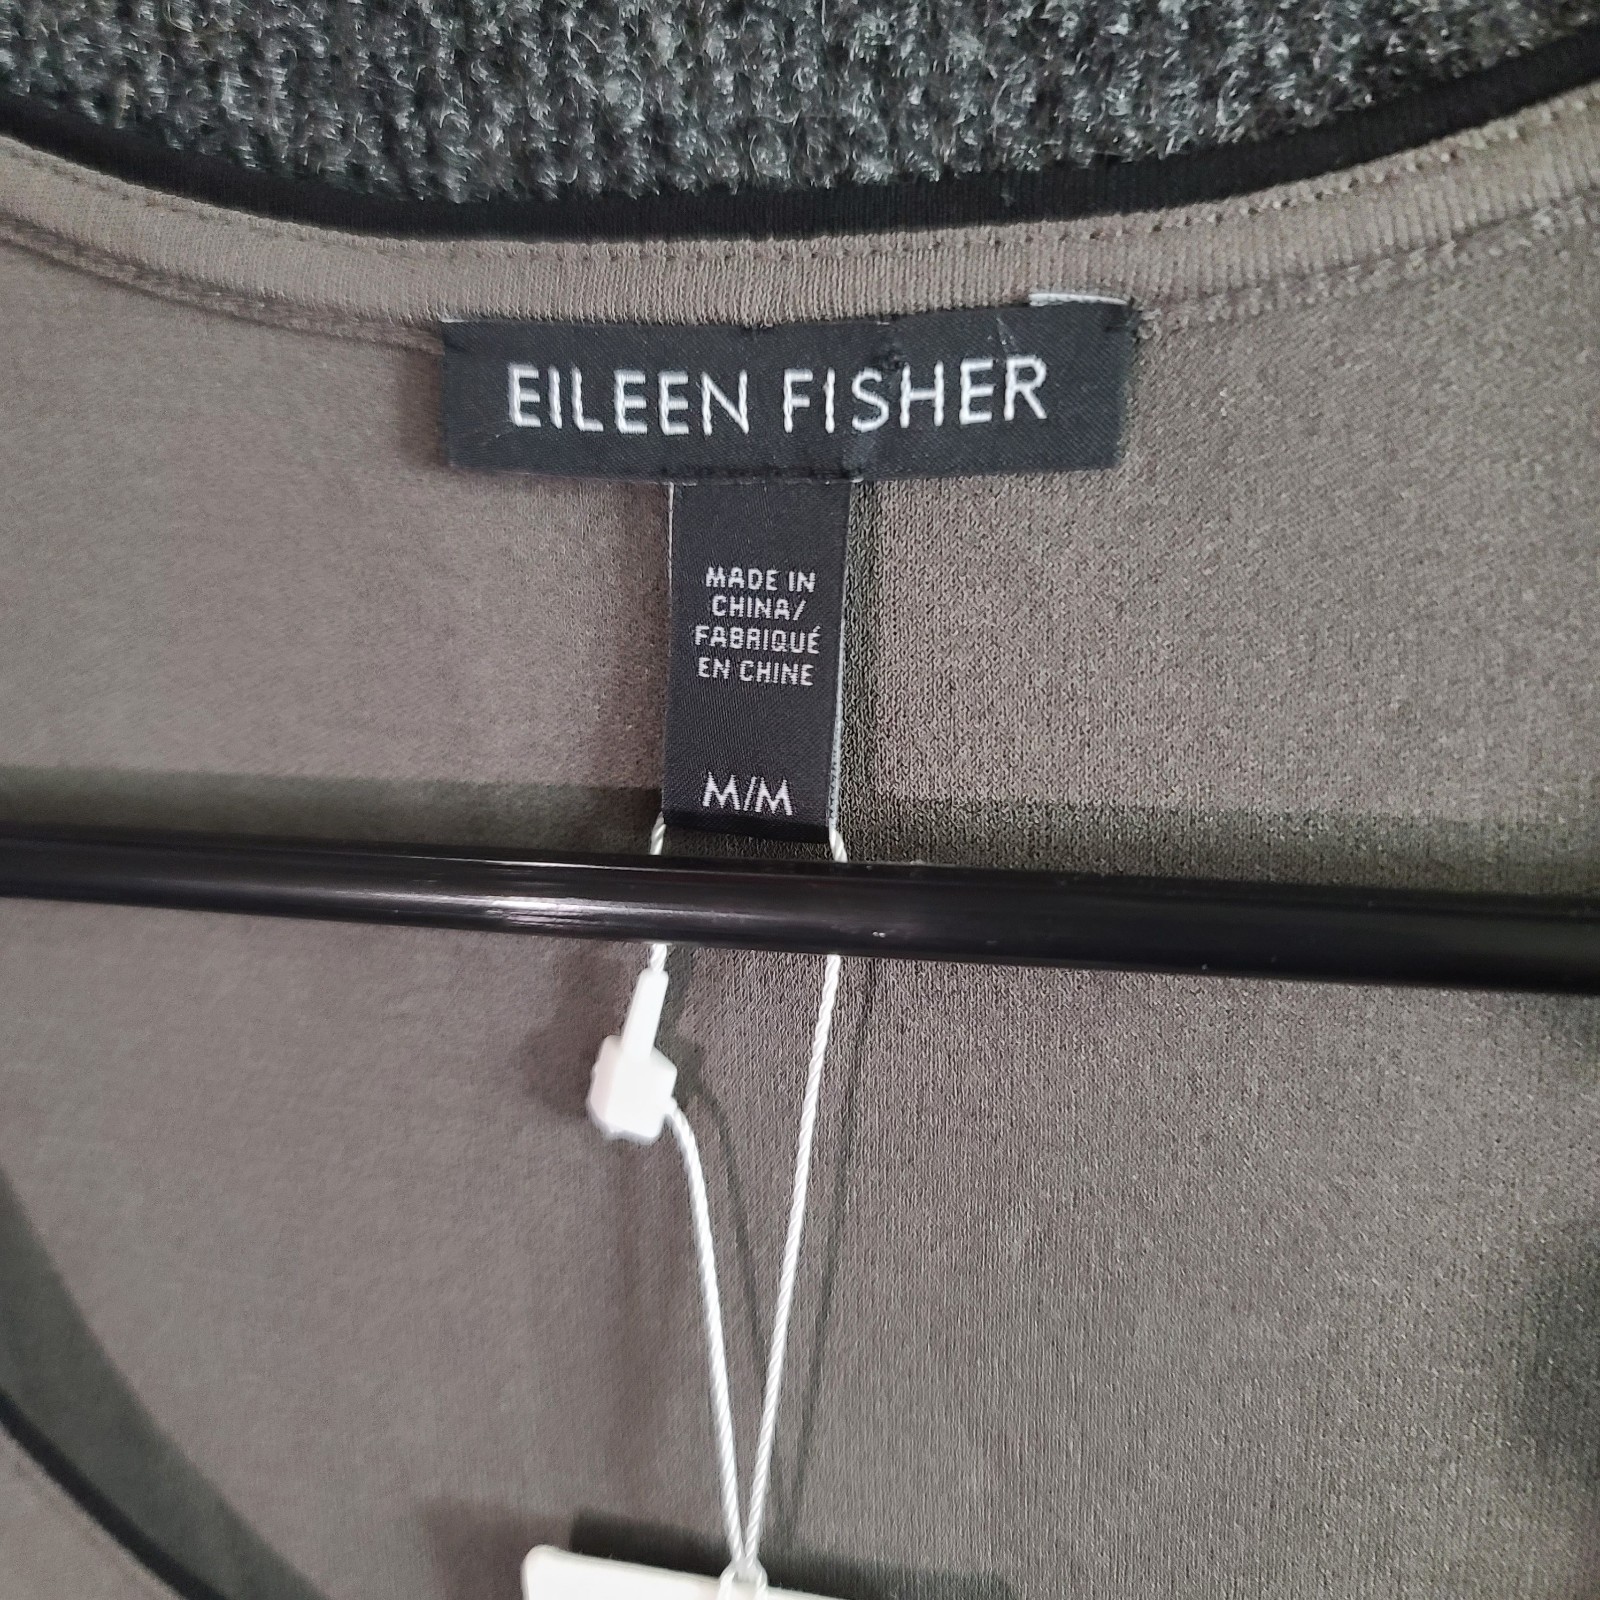 EILEEN FISHER
MADE IN
CHINA/
FABRIQUÉ
EN CHINE
M/M